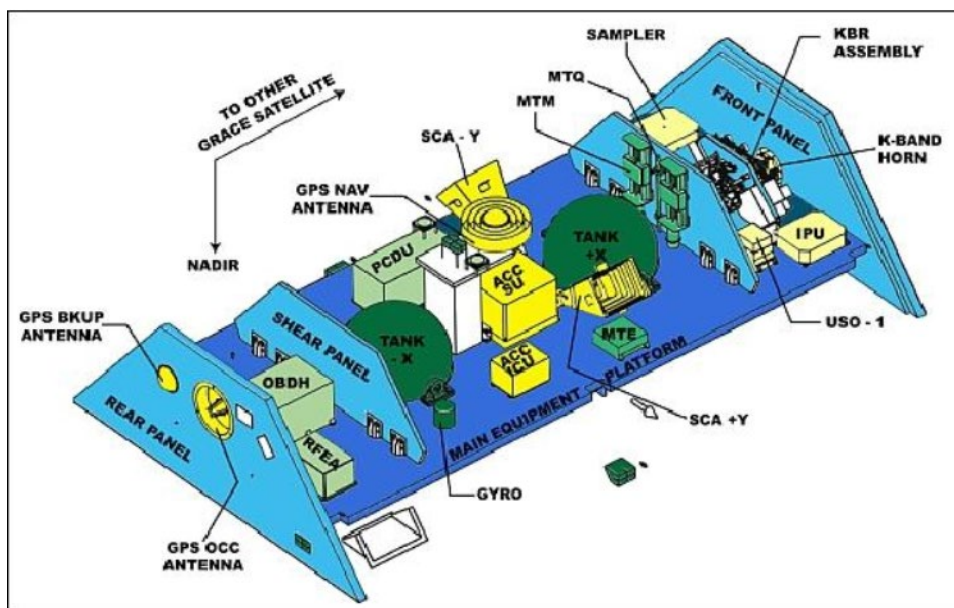 SAMPLER
KBR
ASSEMBLY
MTQ
MTM
FRONT PANEL
TO OTHER
GRACE SATELLITE
SCA - Y
K-BAND
HORN
GPS NAV
ANTENNA
IPU
TANK
+X
PCDU
NADIR
ACC
SU
GPS BKUP
ANTENNA
SHEAR PANEL
USO - 1
TANK
- X
MTE
ACC
ICU
OBDH
MAIN EQUIPMENT PLATFORM
REAR PANEL
SCA +Y
RFEA
GYRO
GPS OCC
ANTENNA